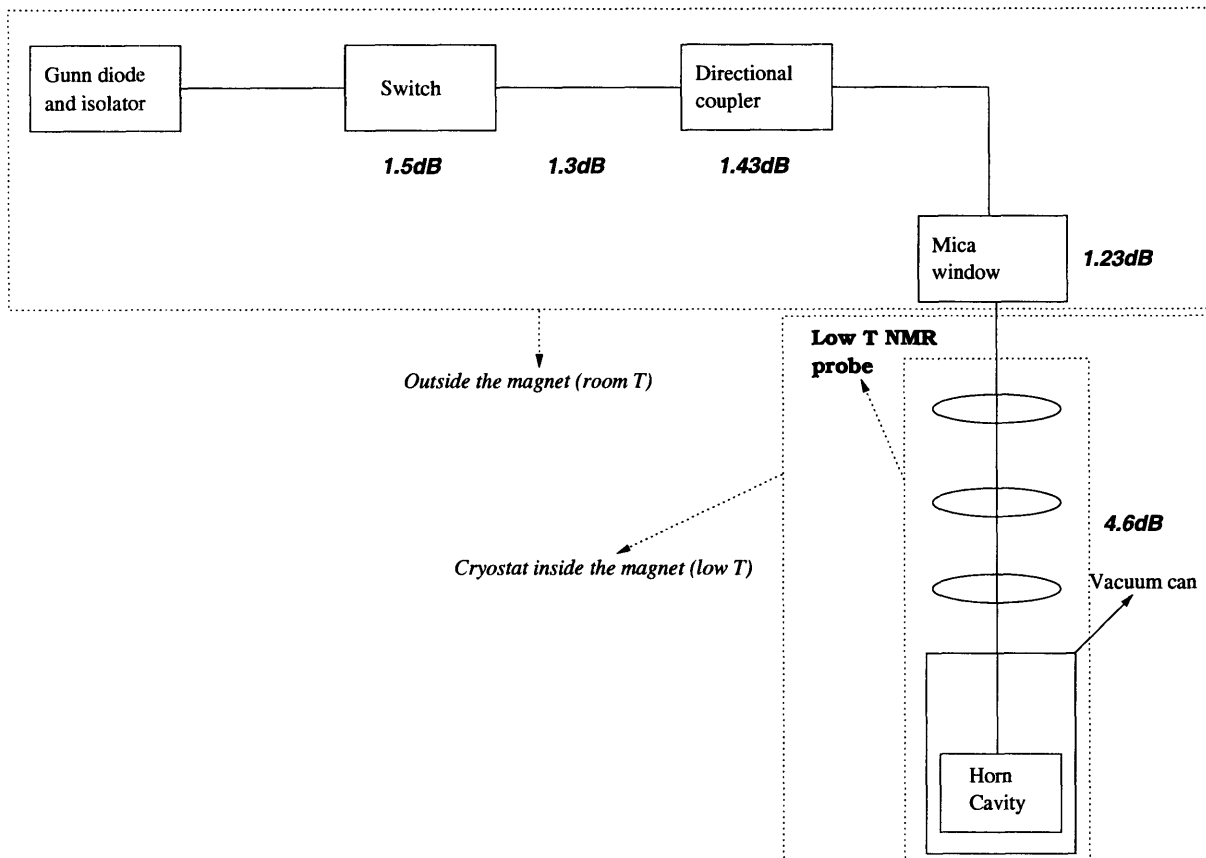 Gunn diode
and isolator
Switch
Directional
coupler
1.5dB
1.3dB
1.43dB
Mica
window
1.23dB
Low T NMR
probe
Outside the magnet (room T)
4.6dB
Cryostat inside the magnet (low T)
Vacuum can
Horn
Cavity